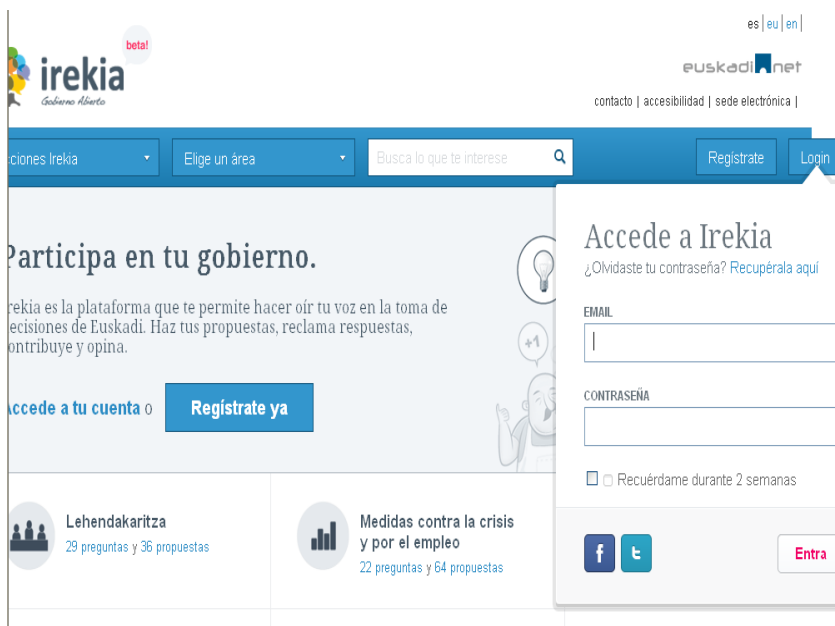 es | eu | en |
beta!
irekia
Gobierno Abierto
euskadi net
contacto | accesibilidad | sede electrónica |
cciones Irekia
Elige un área
Busca lo que te interese
Regístrate
Login
Participa en tu gobierno.
rekia es la plataforma que te permite hacer oír tu voz en la toma de
ecisiones de Euskadi. Haz tus propuestas, reclama respuestas,
ontribuye y opina.
Accede a tu cuenta o
Regístrate ya
+1
Accede a Irekia
¿Olvidaste tu contraseña? Recupérala aquí
EMAIL
CONTRASEÑA
Recuérdame durante 2 semanas
f
t
Entra
Lehendakaritza
29 preguntas y 36 propuestas
Medidas contra la crisis
y por el empleo
22 preguntas y 64 propuestas